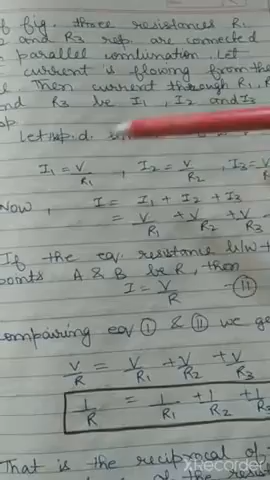 of fig. three resistances R1,
and R3 resp. are connected
parallel combination. Let
current is flowing from the
Then current through R1,
and R3 be I1, I2 and I3
Let p.d.
I1 = V/R1 , I2 = V/R2 , I3 = V/R
Now, I = I1 + I2 + I3
= V/R1 + V/R2 + V/R3
If the eq. resistance b/w
points A & B be R, then
I = V/R - (II)
comparing eq (I) & (II) we ge
V/R = V/R1 + V/R2 + V/R3
1/R = 1/R1 + 1/R2 + 1/R3
That is the reciprocal of
of the
XRecorder